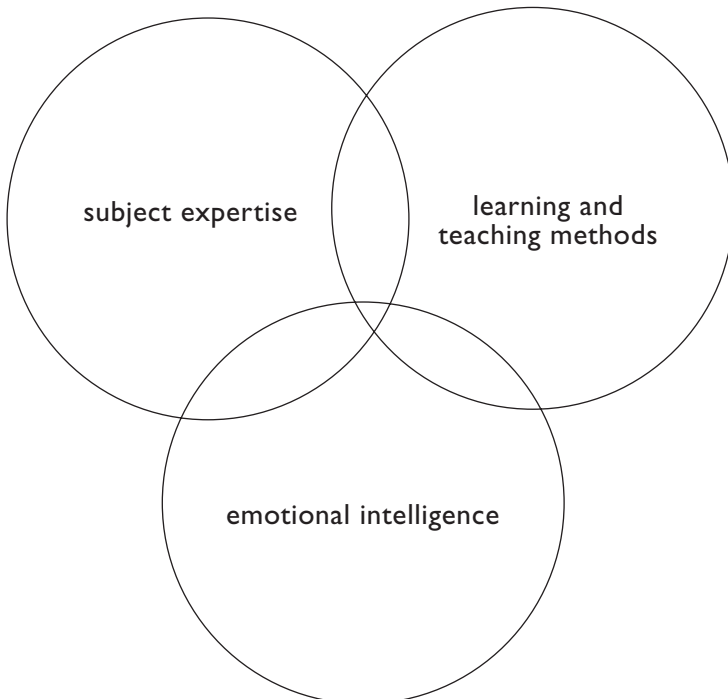 subject expertise
learning and
teaching methods
emotional intelligence